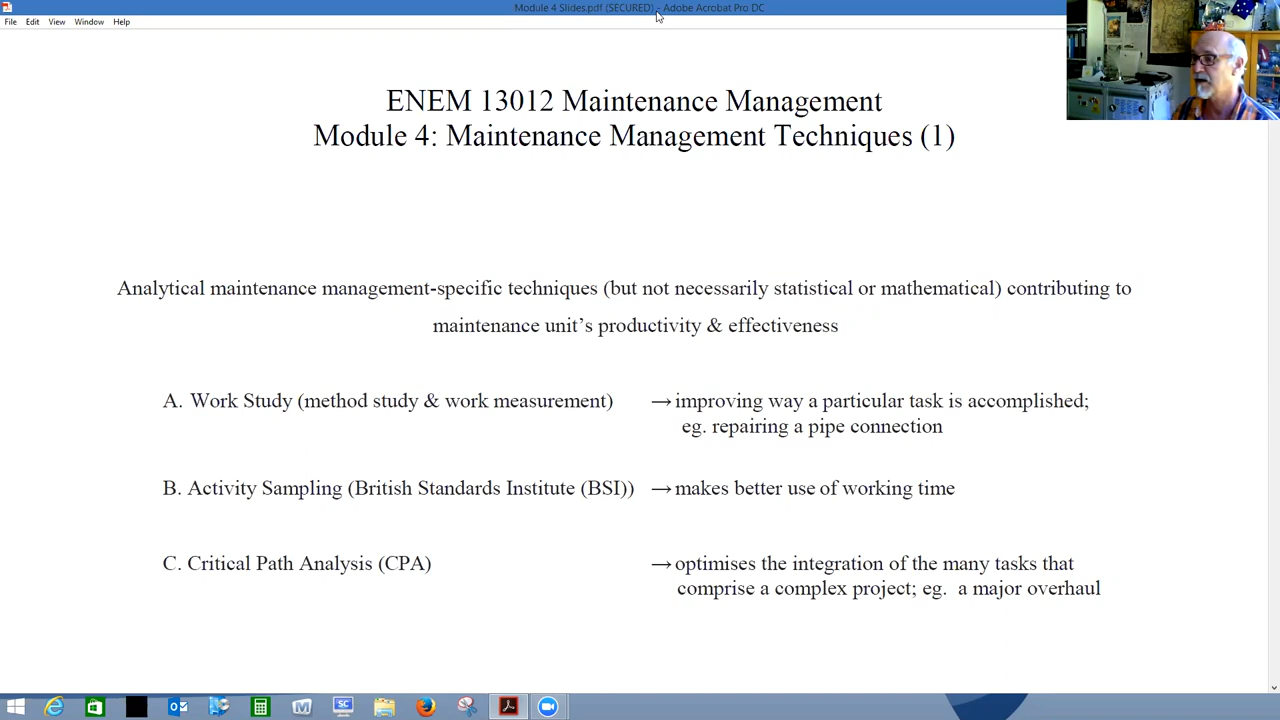 Module 4 Slides.pdf (SECURED) - Adobe Acrobat Pro DC
File Edit View Window Help
ENEM 13012 Maintenance Management
Module 4: Maintenance Management Techniques (1)
Analytical maintenance management-specific techniques (but not necessarily statistical or mathematical) contributing to
maintenance unit's productivity & effectiveness
A. Work Study (method study & work measurement) → improving way a particular task is accomplished;
eg. repairing a pipe connection
B. Activity Sampling (British Standards Institute (BSI)) → makes better use of working time
C. Critical Path Analysis (CPA) → optimises the integration of the many tasks that
comprise a complex project; eg. a major overhaul
SC